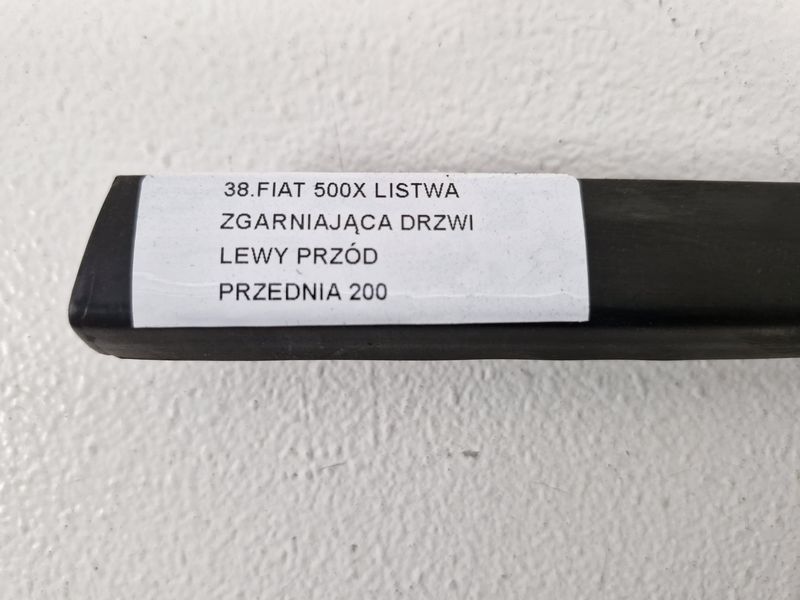 38.FIAT 500X LISTWA
ZGARNIAJĄCA DRZWI
LEWY PRZÓD
PRZEDNIA 200